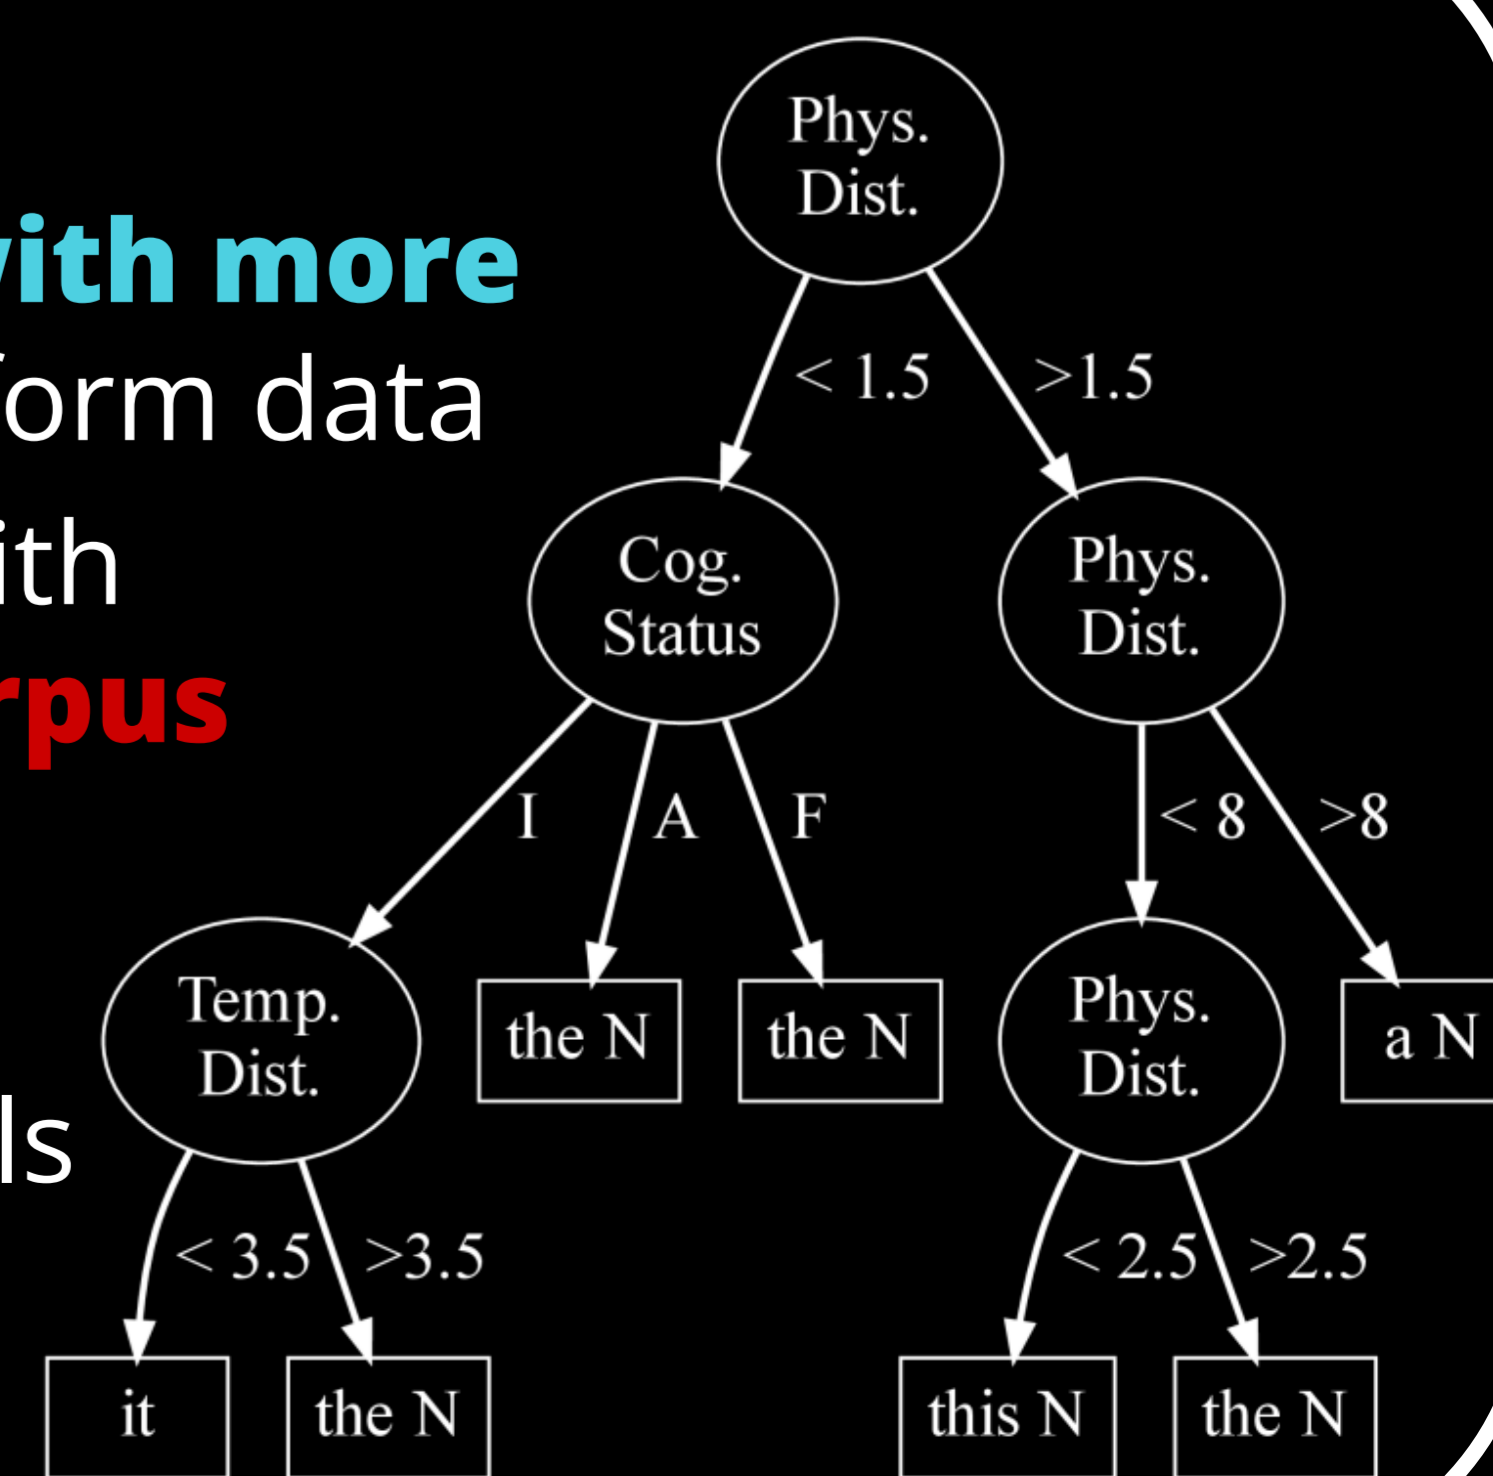 with more
form data
ith
rpus
ls
Phys.
Dist.
< 1.5
>1.5
Cog.
Status
Phys.
Dist.
I
A
F
< 8
>8
Temp.
Dist.
the N
the N
Phys.
Dist.
a N
< 3.5
>3.5
< 2.5
>2.5
it
the N
this N
the N